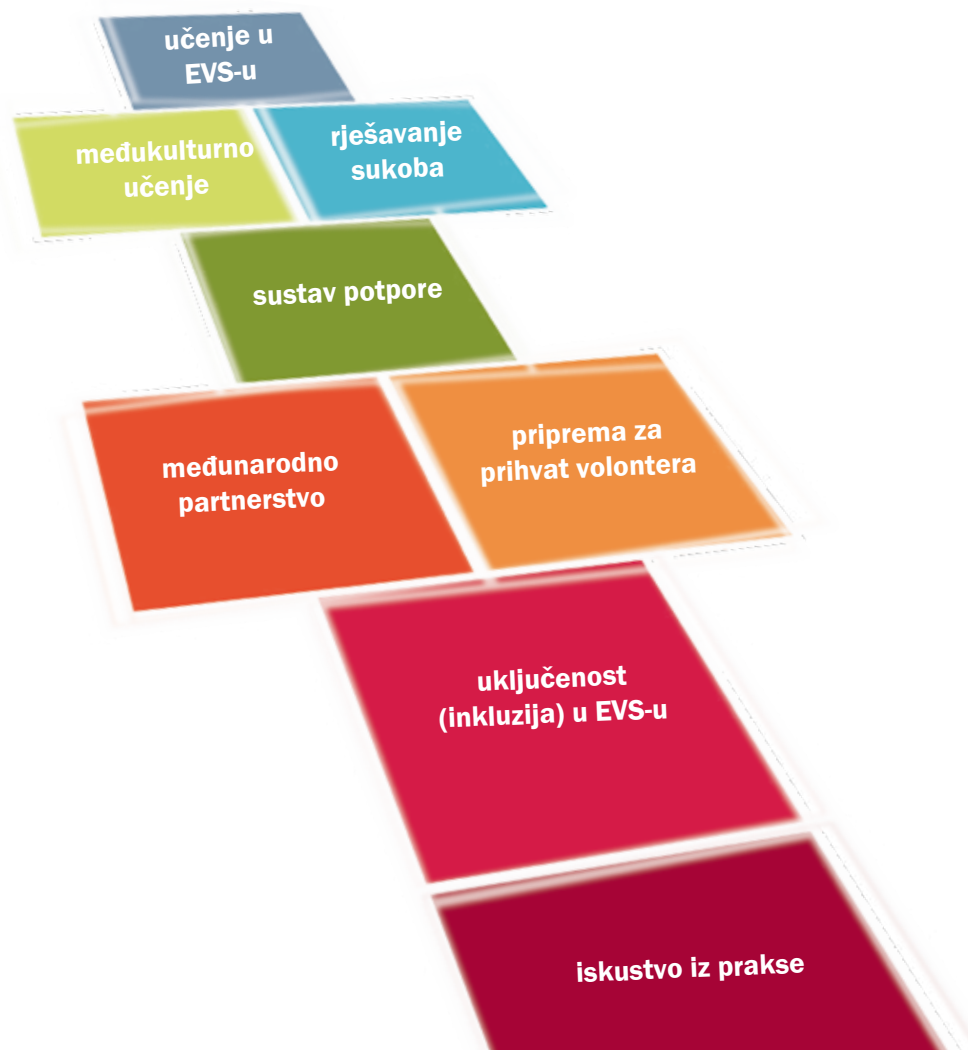 učenje u
EVS-u
međukulturno
učenje
rješavanje
sukoba
sustav potpore
međunarodno
partnerstvo
priprema za
prihvat volontera
uključenost
(inkluzija) u EVS-u
iskustvo iz prakse